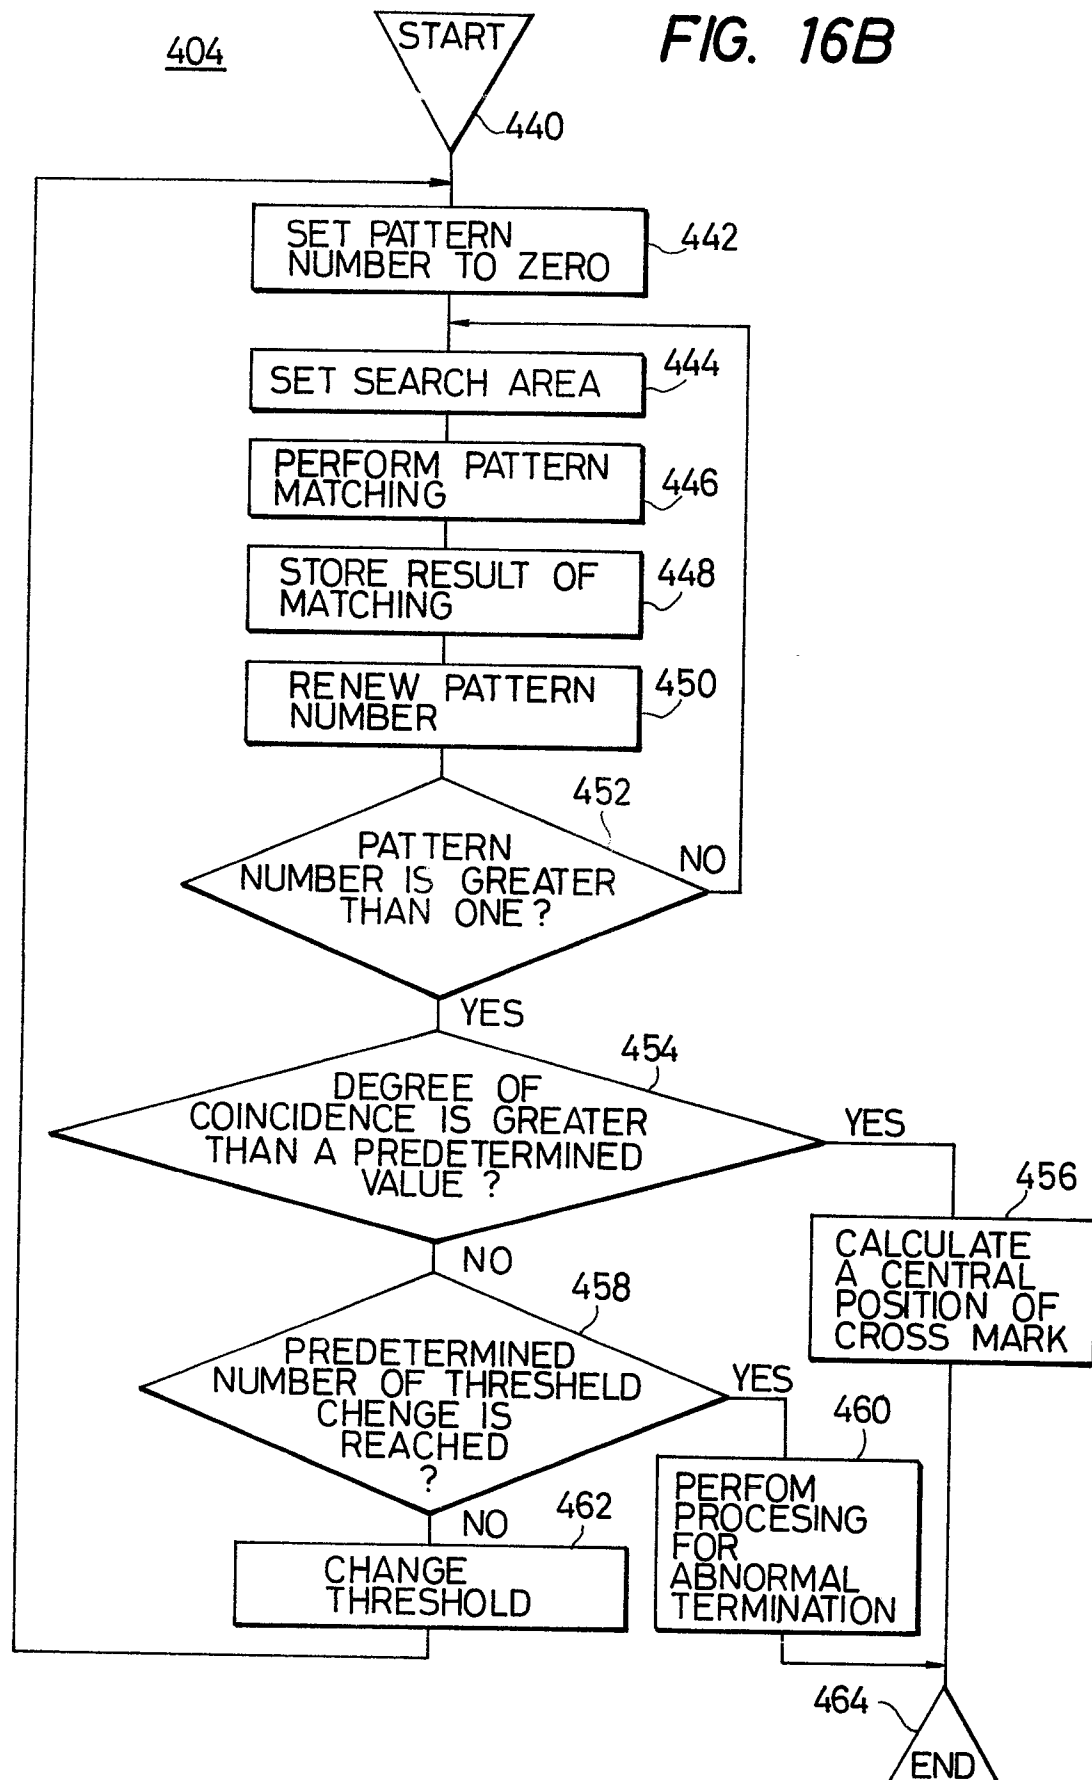 404
START
FIG. 16B
440
SET PATTERN
NUMBER TO ZERO
442
SET SEARCH AREA
444
PERFORM PATTERN
MATCHING
446
STORE RESULT OF
MATCHING
448
RENEW PATTERN
NUMBER
450
452
PATTERN
NUMBER IS GREATER
THAN ONE?
NO
YES
454
DEGREE OF
COINCIDENCE IS GREATER
THAN A PREDETERMINED
VALUE ?
YES
456
CALCULATE
A CENTRAL
POSITION OF
CROSS MARK
NO
458
PREDETERMINED
NUMBER OF THRESHELD
CHENGE IS
REACHED
?
YES
460
PERFOM
PROCESING
FOR
ABNORMAL
TERMINATION
NO
462
CHANGE
THRESHOLD
464
END